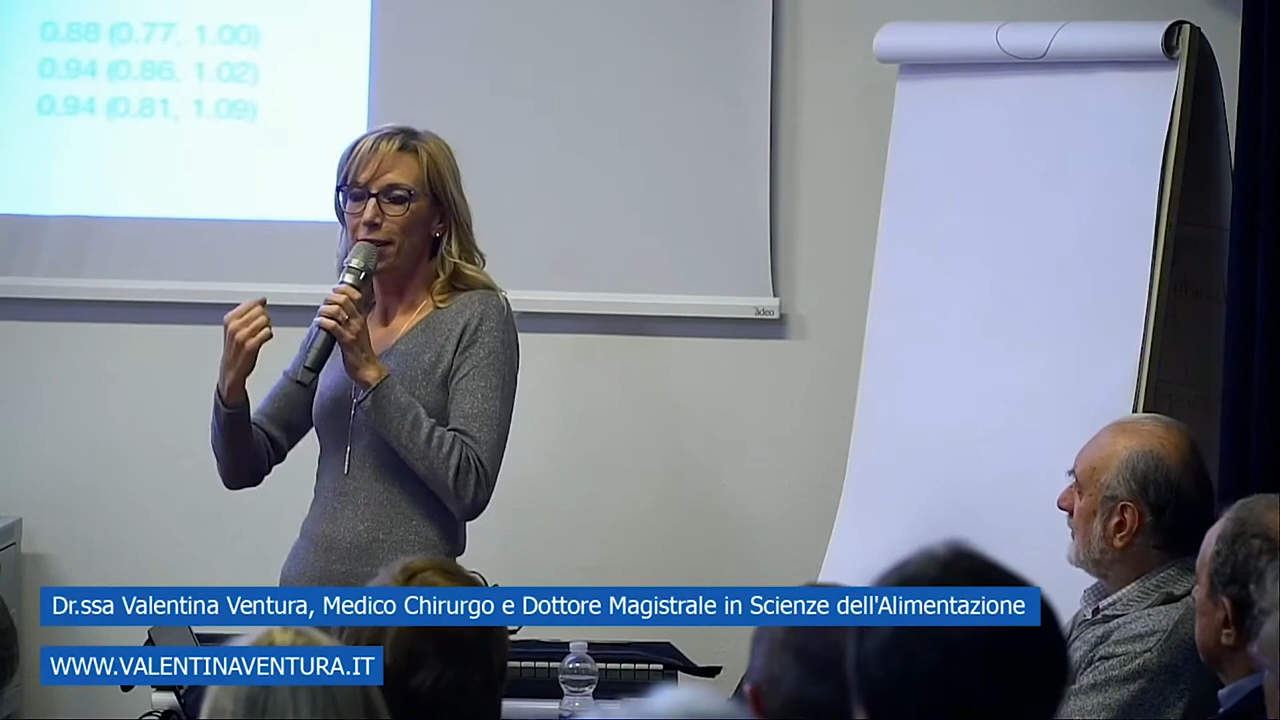 0.88 (0.77, 1.00)
0.94 (0.86, 1.02)
0.94 (0.81, 1.09)
àdeo
Dr.ssa Valentina Ventura, Medico Chirurgo e Dottore Magistrale in Scienze dell'Alimentazione
WWW.VALENTINAVENTURA.IT